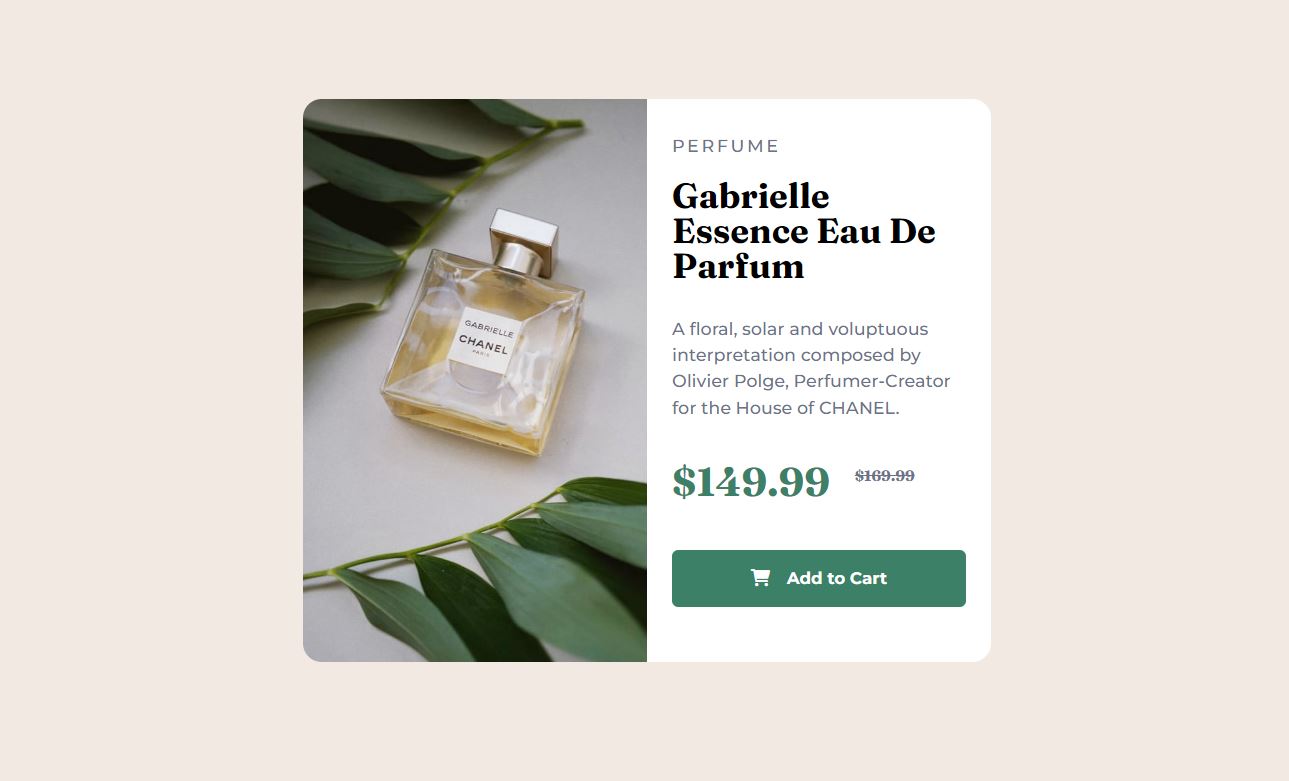 PERFUME
Gabrielle
Essence Eau De
Parfum
A floral, solar and voluptuous
interpretation composed by
Olivier Polge, Perfumer-Creator
for the House of CHANEL.
$149.99 $169.99
Add to Cart
GABRIELLE
CHANEL
PARIS